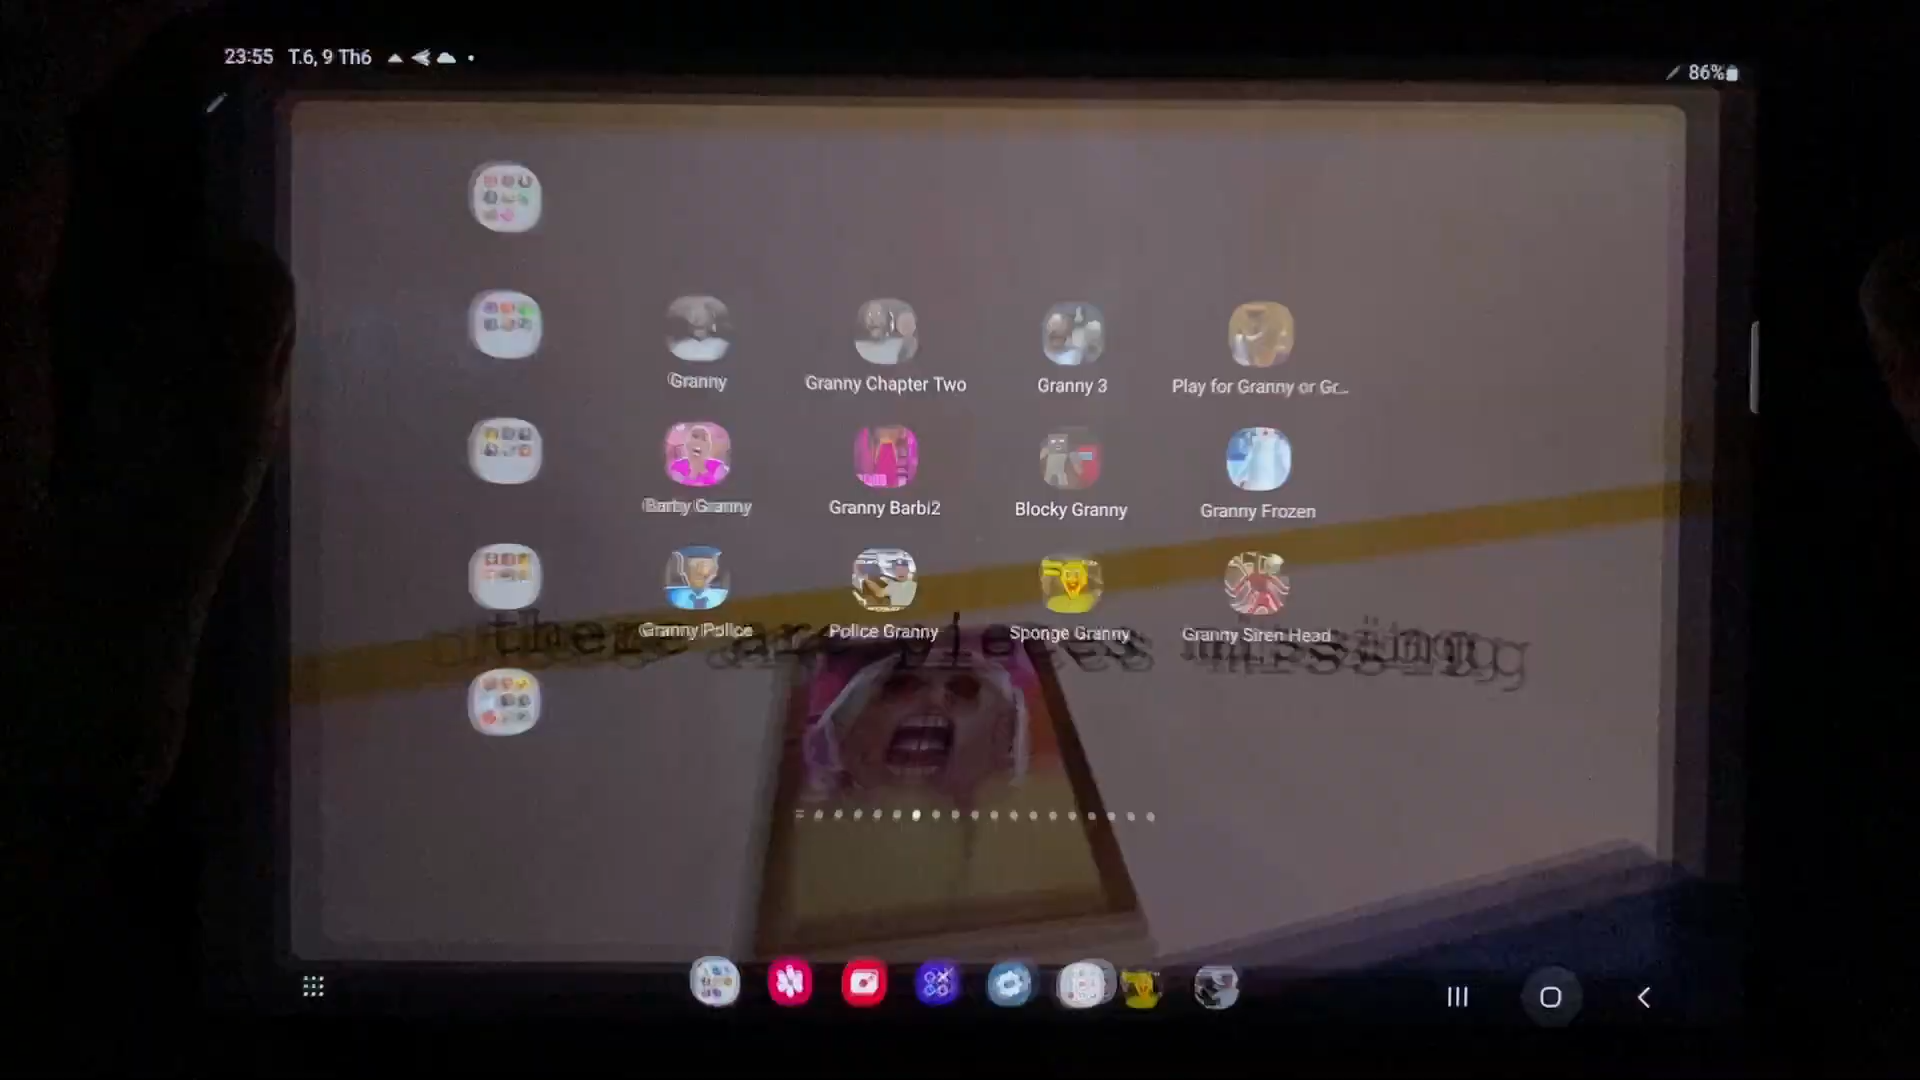 23:55 T.6, 9 Th6
86%
Granny
Granny Chapter Two
Granny 3
Play for Granny or Gr...
Barby Granny
Granny Barbi2
Blocky Granny
Granny Frozen
Granny Police
Police Granny
Sponge Granny
Granny Siren Head
there are pieces missing